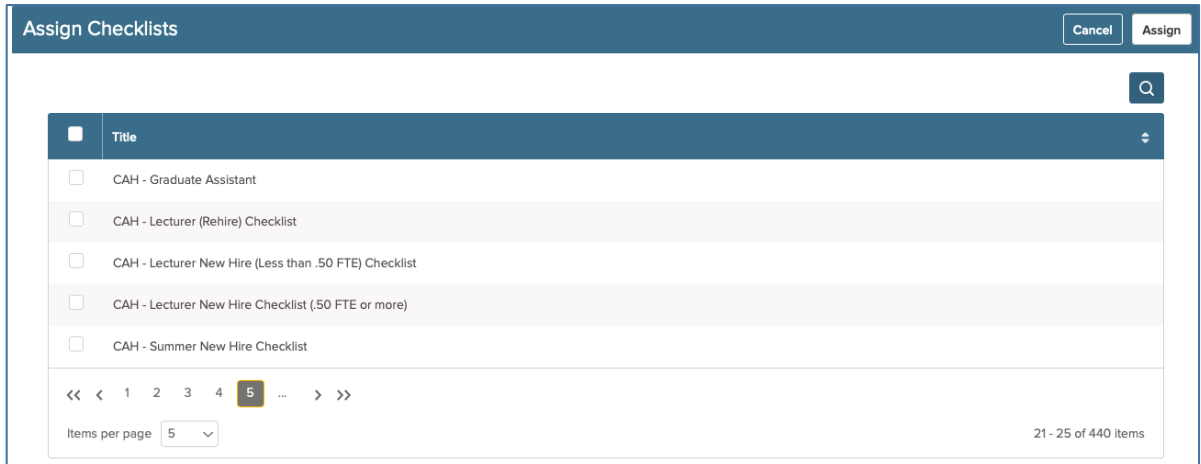 Assign Checklists
Cancel
Assign
Title
CAH - Graduate Assistant
CAH - Lecturer (Rehire) Checklist
CAH - Lecturer New Hire (Less than .50 FTE) Checklist
CAH - Lecturer New Hire Checklist (.50 FTE or more)
CAH - Summer New Hire Checklist
<< < 1 2 3 4 5 ... > >>
Items per page 5
21 - 25 of 440 items